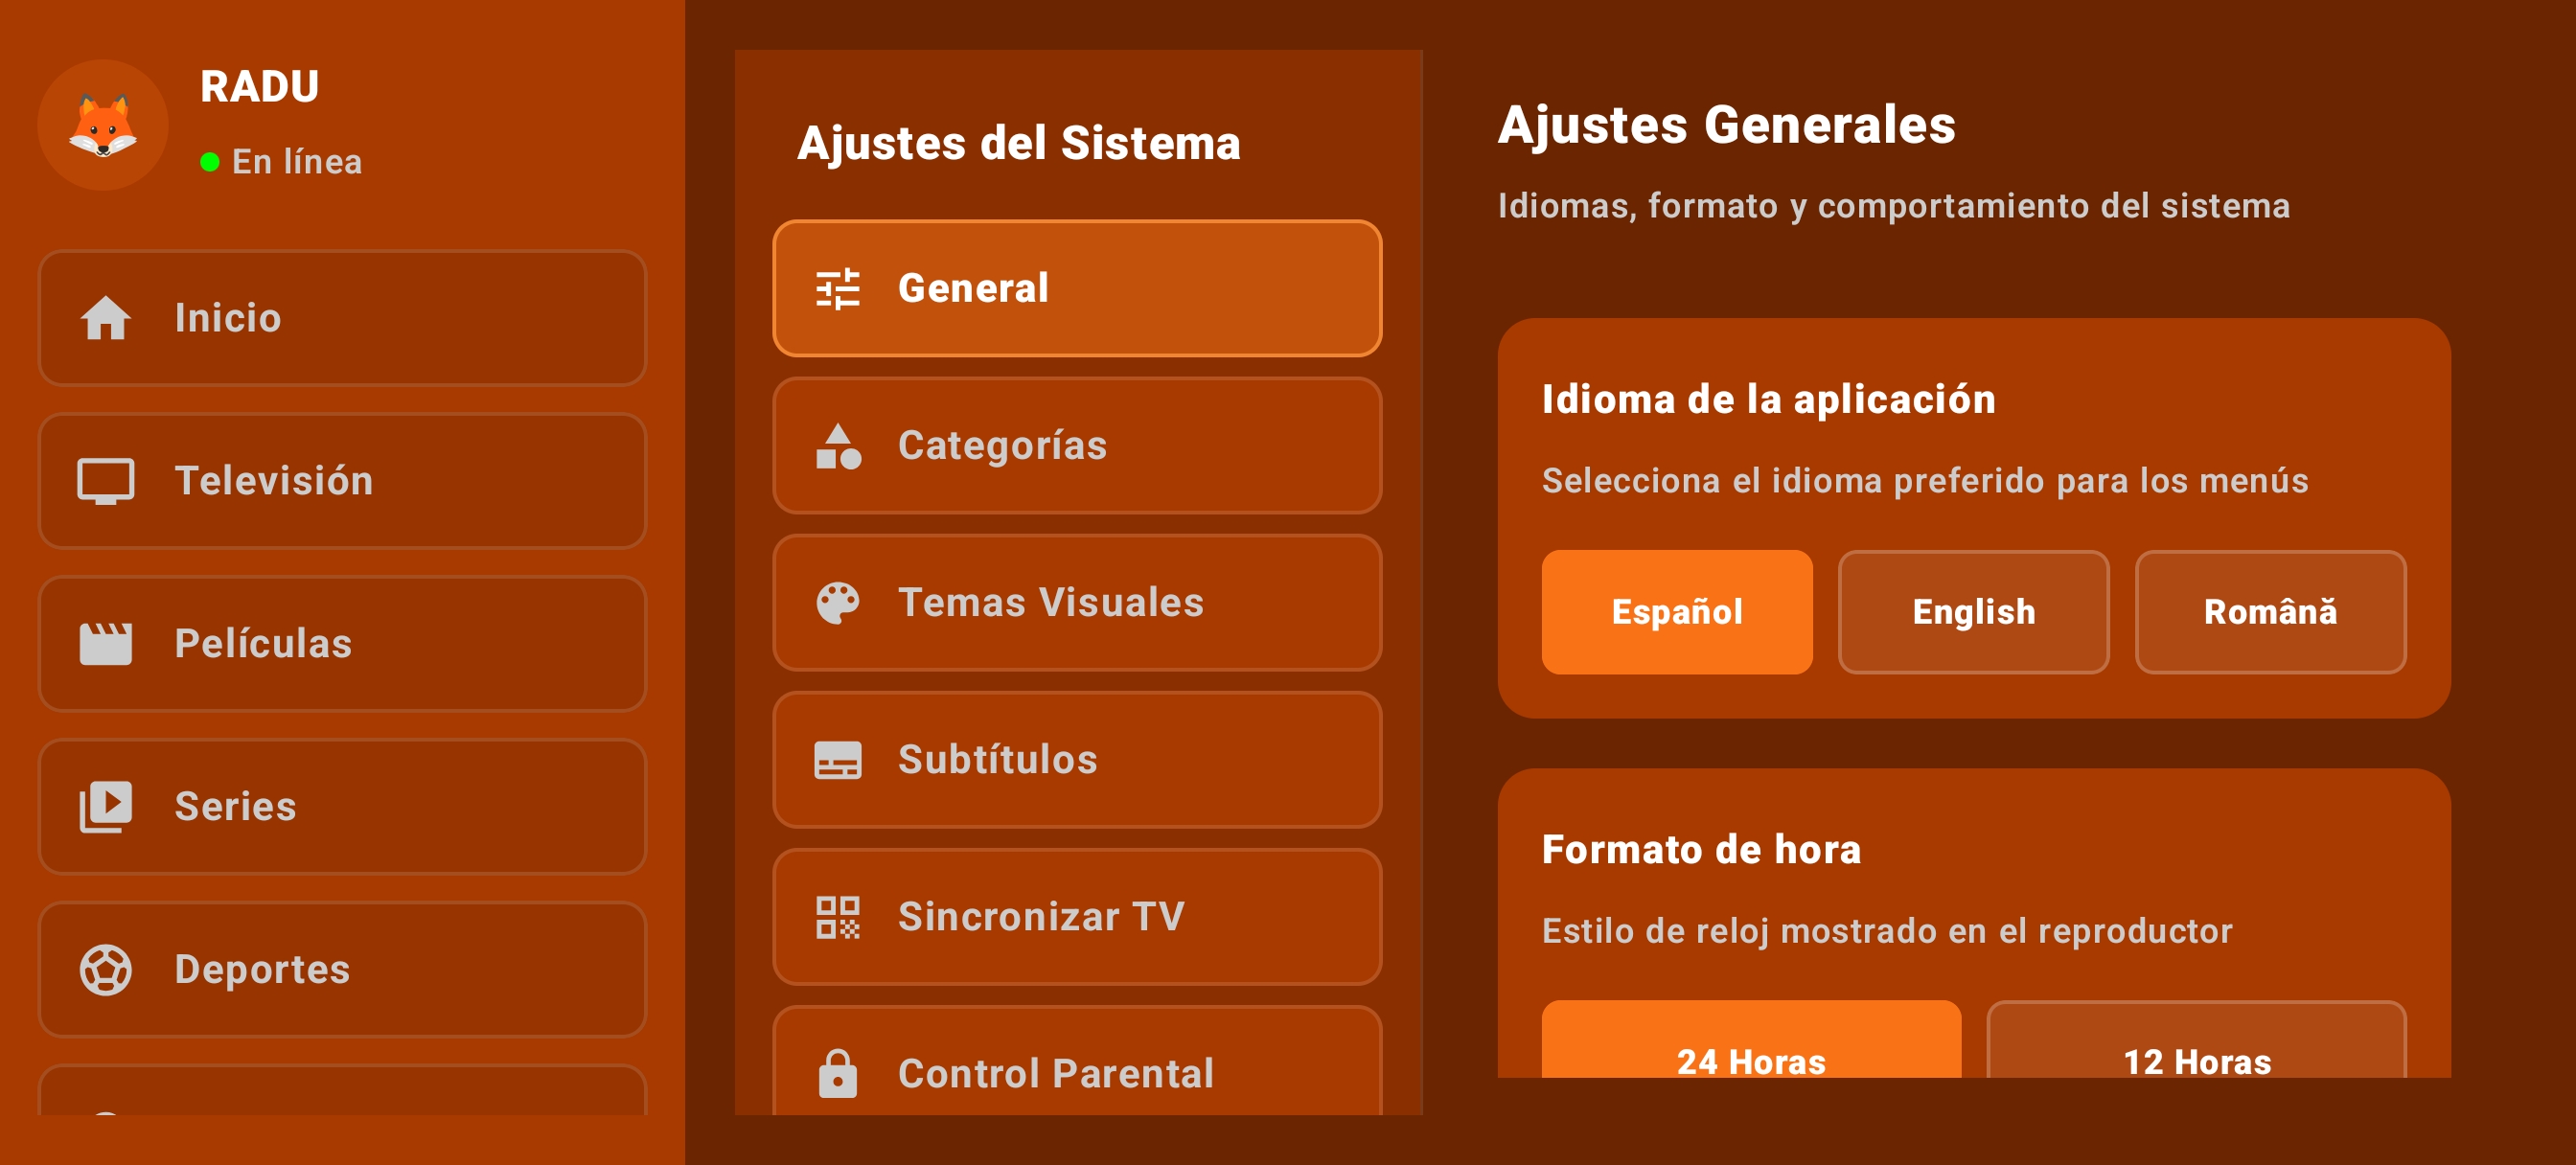 RADU
En línea
Inicio
Televisión
Películas
Series
Deportes
Ajustes del Sistema
General
Categorías
Temas Visuales
Subtítulos
Sincronizar TV
Control Parental
Ajustes Generales
Idiomas, formato y comportamiento del sistema
Idioma de la aplicación
Selecciona el idioma preferido para los menús
Español English Română
Formato de hora
Estilo de reloj mostrado en el reproductor
24 Horas 12 Horas